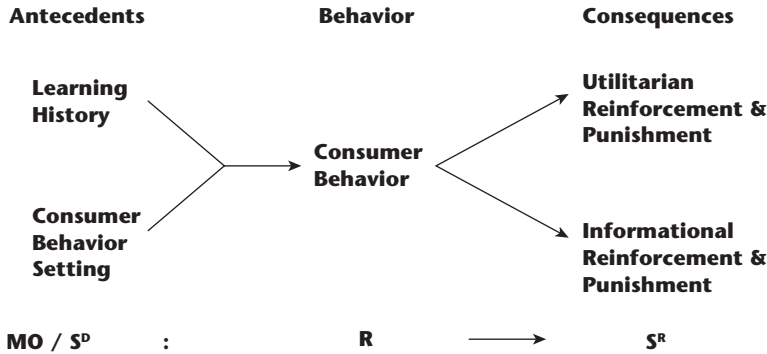 Antecedents Behavior Consequences
Learning
History
Consumer
Behavior
Setting
Consumer
Behavior
Utilitarian
Reinforcement &
Punishment
Informational
Reinforcement &
Punishment
MO / Sᴰ : R Sᴿ